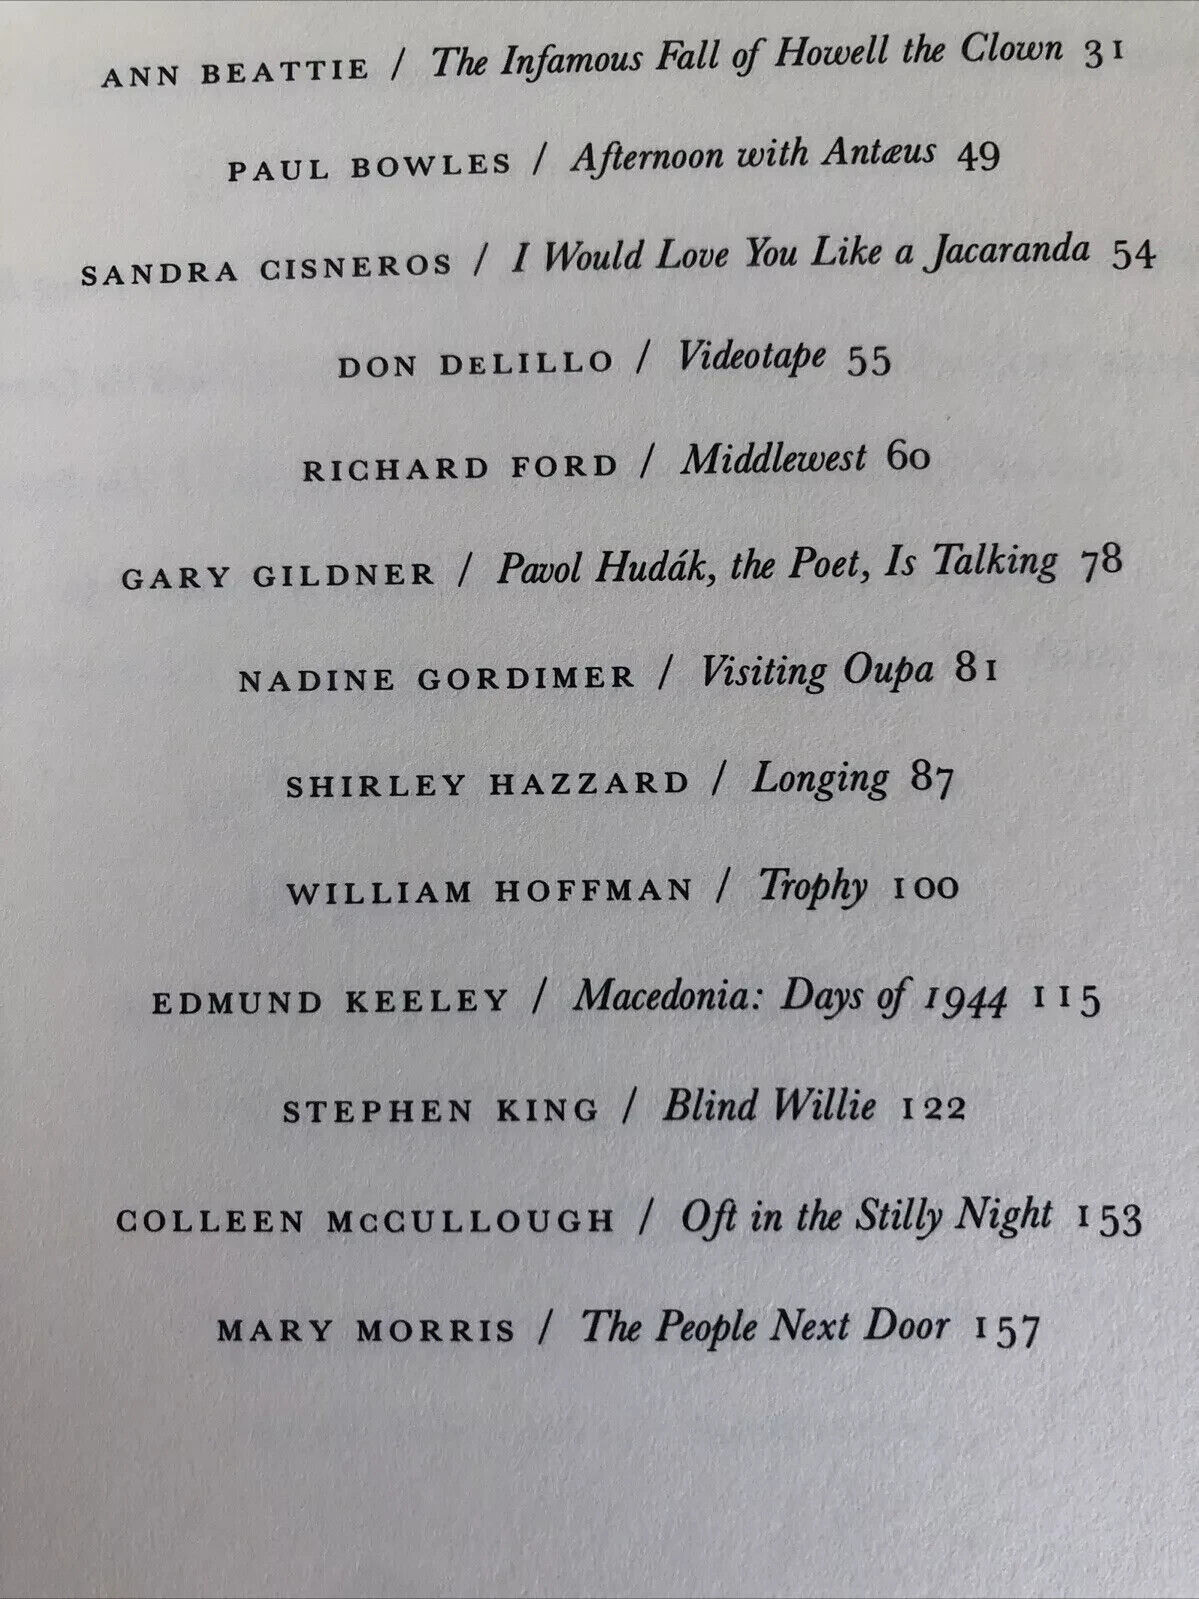 ANN BEATTIE / The Infamous Fall of Howell the Clown 31
PAUL BOWLES / Afternoon with Antæus 49
SANDRA CISNEROS / I Would Love You Like a Jacaranda 54
DON DeLILLO / Videotape 55
RICHARD FORD / Middlewest 60
GARY GILDNER / Pavol Hudák, the Poet, Is Talking 78
NADINE GORDIMER / Visiting Oupa 81
SHIRLEY HAZZARD / Longing 87
WILLIAM HOFFMAN / Trophy 100
EDMUND KEELEY / Macedonia: Days of 1944 115
STEPHEN KING / Blind Willie 122
COLLEEN McCULLOUGH / Oft in the Stilly Night 153
MARY MORRIS / The People Next Door 157